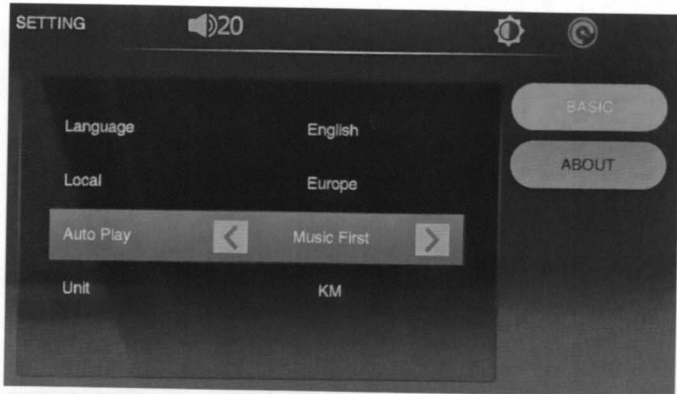 SETTING 20
BASIC
Language English
ABOUT
Local Europe
Auto Play < Music First >
Unit KM